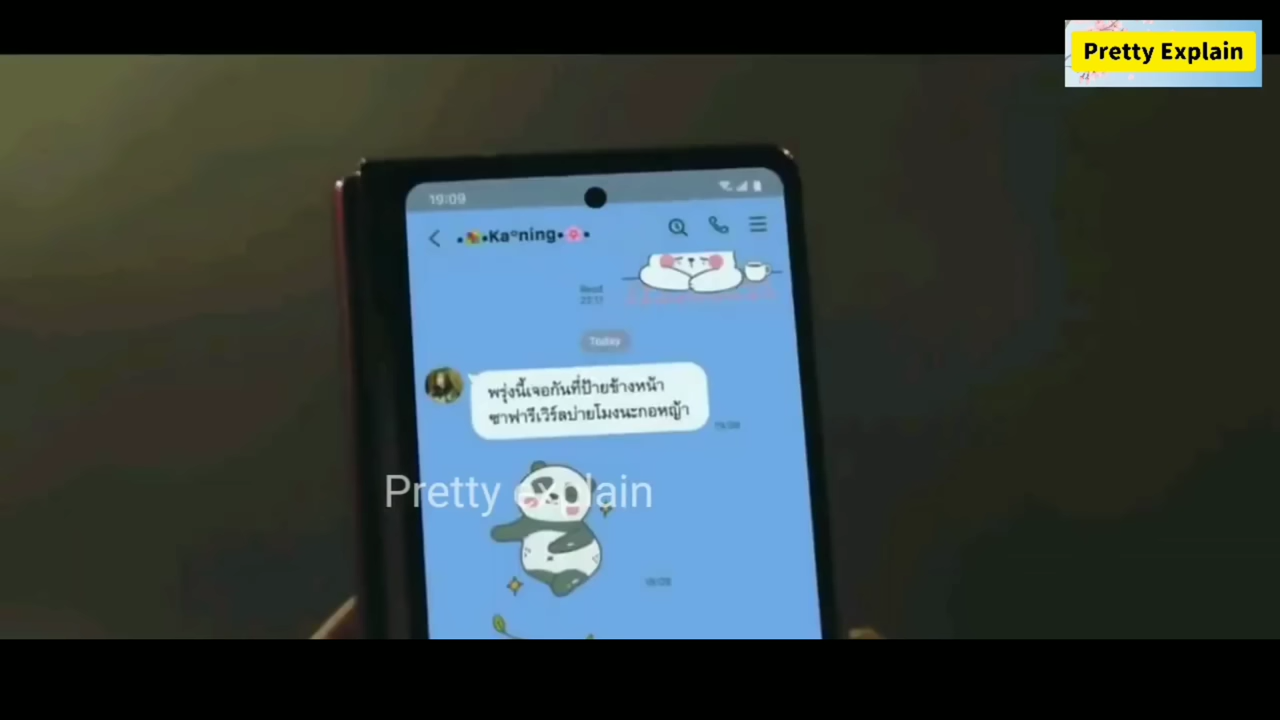 Pretty Explain
19:09
•Ka°ning•
Read
Today
พรุ่งนี้เจอกันที่ป้ายข้างหน้า
ซาฟารีเวิร์ลบ่ายโมงนะกอหญ้า
Pretty explain